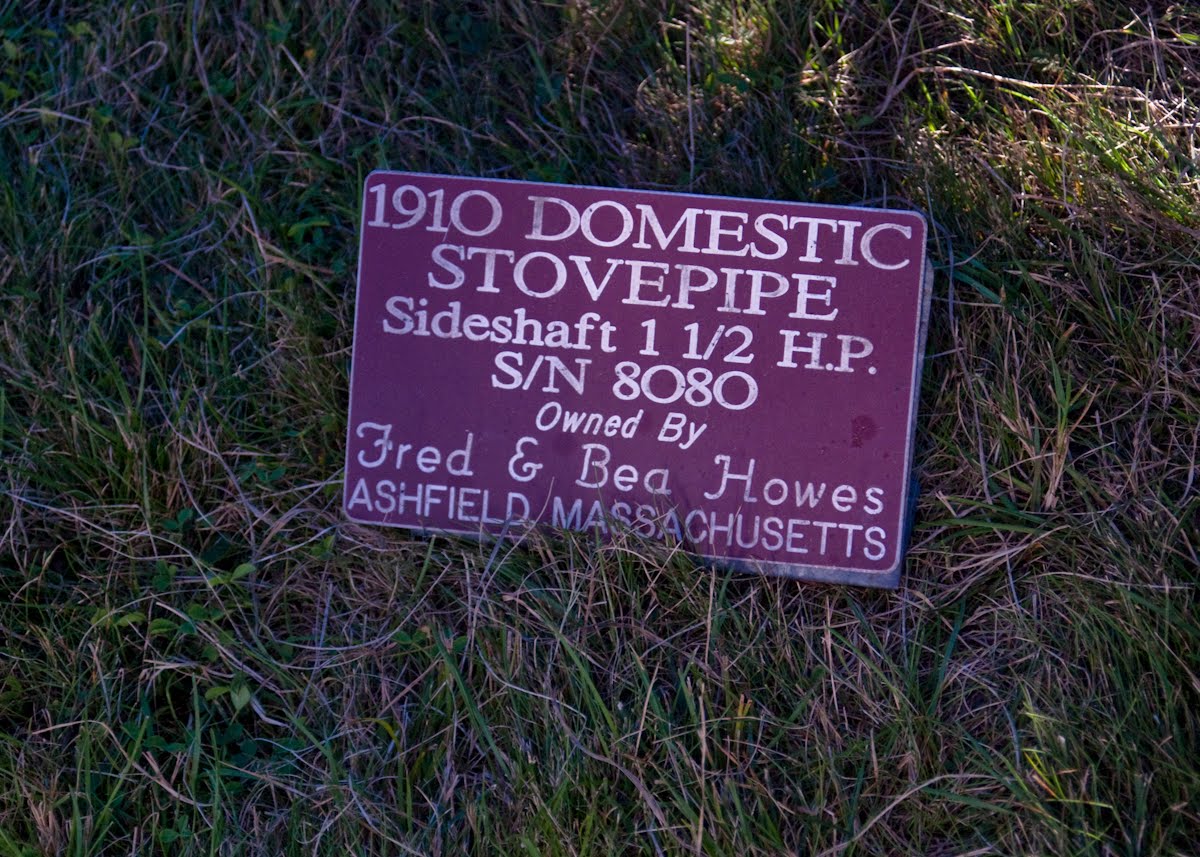 1910 DOMESTIC
STOVEPIPE
Sideshaft 1 1/2 H.P.
S/N 8080
Owned By
Fred & Bea Howes
ASHFIELD, MASSACHUSETTS